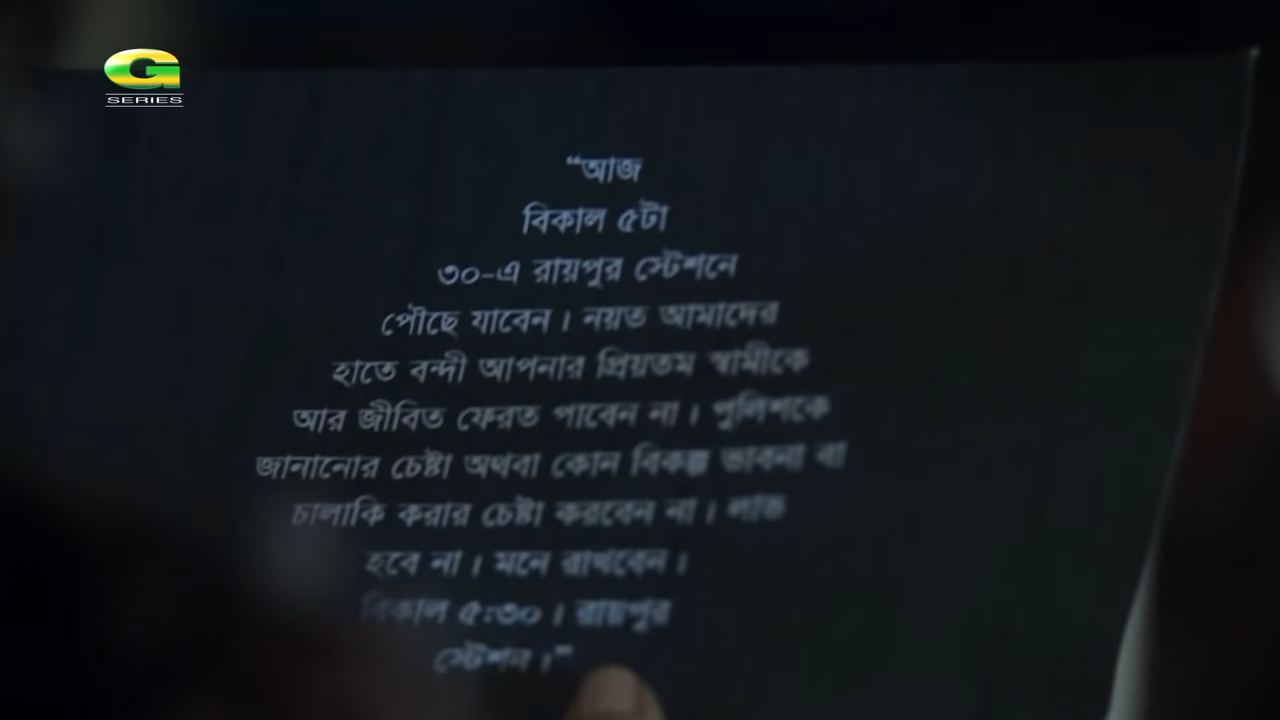 G
SERIES
“আজ
বিকাল ৫টা
৩০-এ রায়পুর স্টেশনে
পৌছে যাবেন। নয়ত আমাদের
হাতে বন্দী আপনার প্রিয়তম স্বামীকে
আর জীবিত ফেরত পাবেন না। পুলিশকে
জানানোর চেষ্টা অথবা কোন বিকল্প ভাবনা বা
চালাকি করার চেষ্টা করবেন না। লাভ
হবে না। মনে রাখবেন।
বিকাল ৫:৩০। রায়পুর
স্টেশন।”